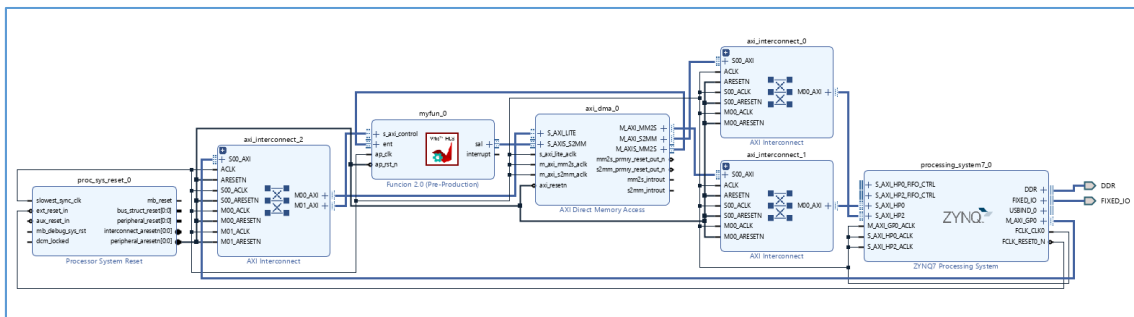 proc_sys_reset_0
slowest_sync_clk
ext_reset_in
aux_reset_in
mb_debug_sys_rst
dcm_locked
mb_reset
bus_struct_reset[0:0]
peripheral_reset[0:0]
interconnect_aresetn[0:0]
peripheral_aresetn[0:0]
Processor System Reset
axi_interconnect_2
S00_AXI
ACLK
ARESETN
S00_ACLK
S00_ARESETN
M00_ACLK
M00_ARESETN
M01_ACLK
M01_ARESETN
M00_AXI
M01_AXI
AXI Interconnect
myfun_0
s_axi_control
ent
ap_clk
ap_rst_n
sal
interrupt
Funcion 2.0 (Pre-Production)
axi_dma_0
S_AXI_LITE
S_AXIS_S2MM
s_axi_lite_aclk
m_axi_mm2s_aclk
m_axi_s2mm_aclk
axi_resetn
M_AXI_MM2S
M_AXI_S2MM
M_AXIS_MM2S
mm2s_prmry_reset_out_n
s2mm_prmry_reset_out_n
mm2s_introut
s2mm_introut
AXI Direct Memory Access
axi_interconnect_0
S00_AXI
ACLK
ARESETN
S00_ACLK
S00_ARESETN
M00_ACLK
M00_ARESETN
M00_AXI
AXI Interconnect
axi_interconnect_1
S00_AXI
ACLK
ARESETN
S00_ACLK
S00_ARESETN
M00_ACLK
M00_ARESETN
M00_AXI
AXI Interconnect
processing_system7_0
S_AXI_HP0_FIFO_CTRL
S_AXI_HP2_FIFO_CTRL
S_AXI_HP0
S_AXI_HP2
M_AXI_GP0_ACLK
S_AXI_HP0_ACLK
S_AXI_HP2_ACLK
ZYNQ
DDR
FIXED_IO
USBIND_0
M_AXI_GP0
FCLK_CLK0
FCLK_RESET0_N
ZYNQ7 Processing System
DDR
FIXED_IO